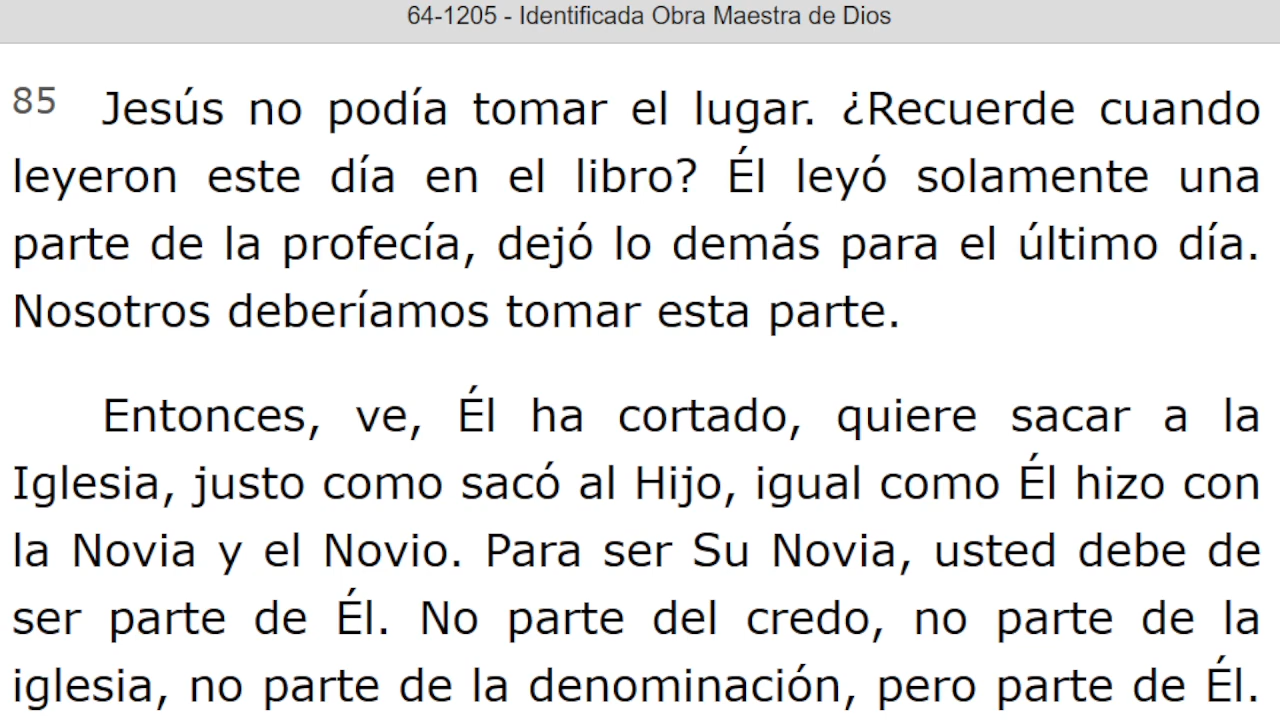 64-1205 - Identificada Obra Maestra de Dios
85 Jesús no podía tomar el lugar. ¿Recuerde cuando
leyeron este día en el libro? Él leyó solamente una
parte de la profecía, dejó lo demás para el último día.
Nosotros deberíamos tomar esta parte.
Entonces, ve, Él ha cortado, quiere sacar a la
Iglesia, justo como sacó al Hijo, igual como Él hizo con
la Novia y el Novio. Para ser Su Novia, usted debe de
ser parte de Él. No parte del credo, no parte de la
iglesia, no parte de la denominación, pero parte de Él.